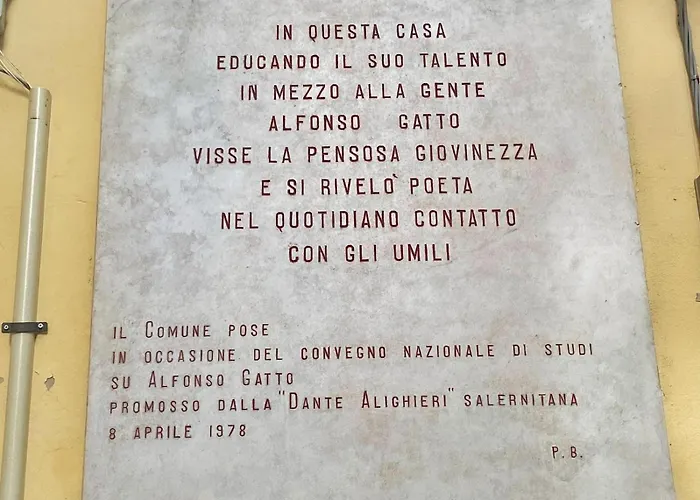 IN QUESTA CASA
EDUCANDO IL SUO TALENTO
IN MEZZO ALLA GENTE
ALFONSO GATTO
VISSE LA PENSOSA GIOVINEZZA
E SI RIVELÒ POETA
NEL QUOTIDIANO CONTATTO
CON GLI UMILI
IL COMUNE POSE
IN OCCASIONE DEL CONVEGNO NAZIONALE DI STUDI
SU ALFONSO GATTO
PROMOSSO DALLA "DANTE ALIGHIERI" SALERNITANA
8 APRILE 1978
P. B.